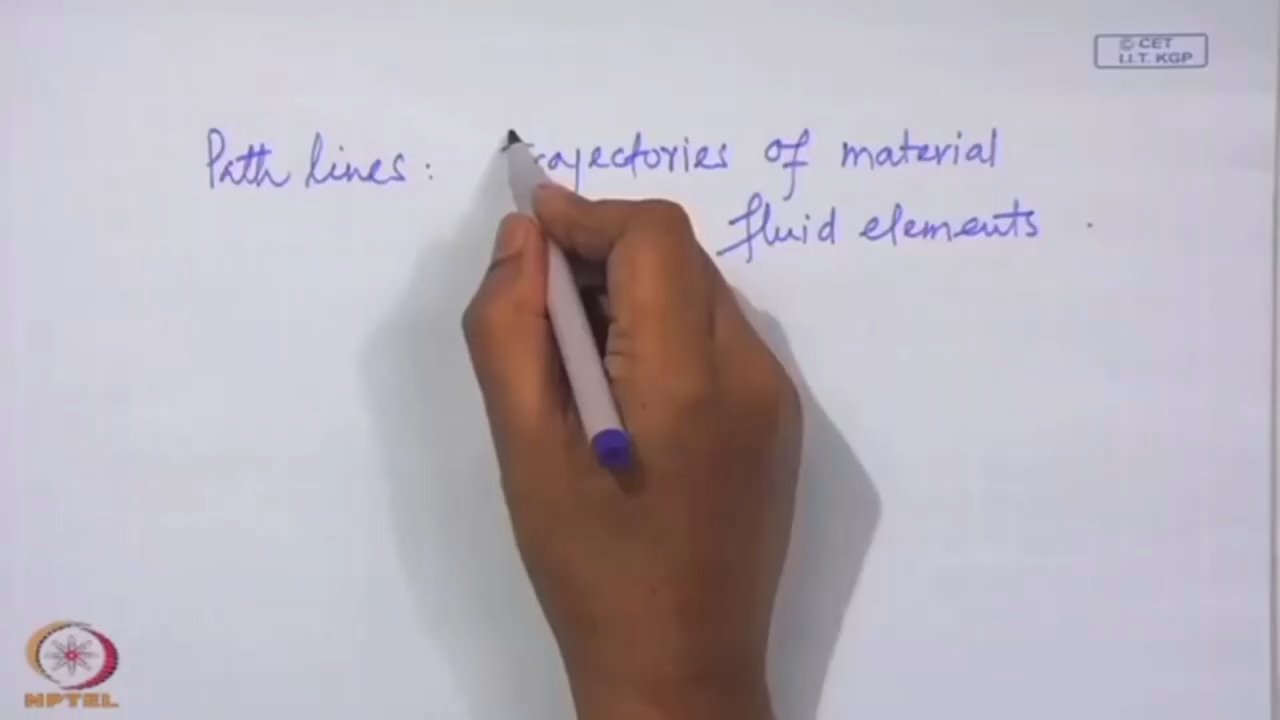 © CET
I.I.T. KGP
Path lines: trajectories of material
fluid elements.
NPTEL